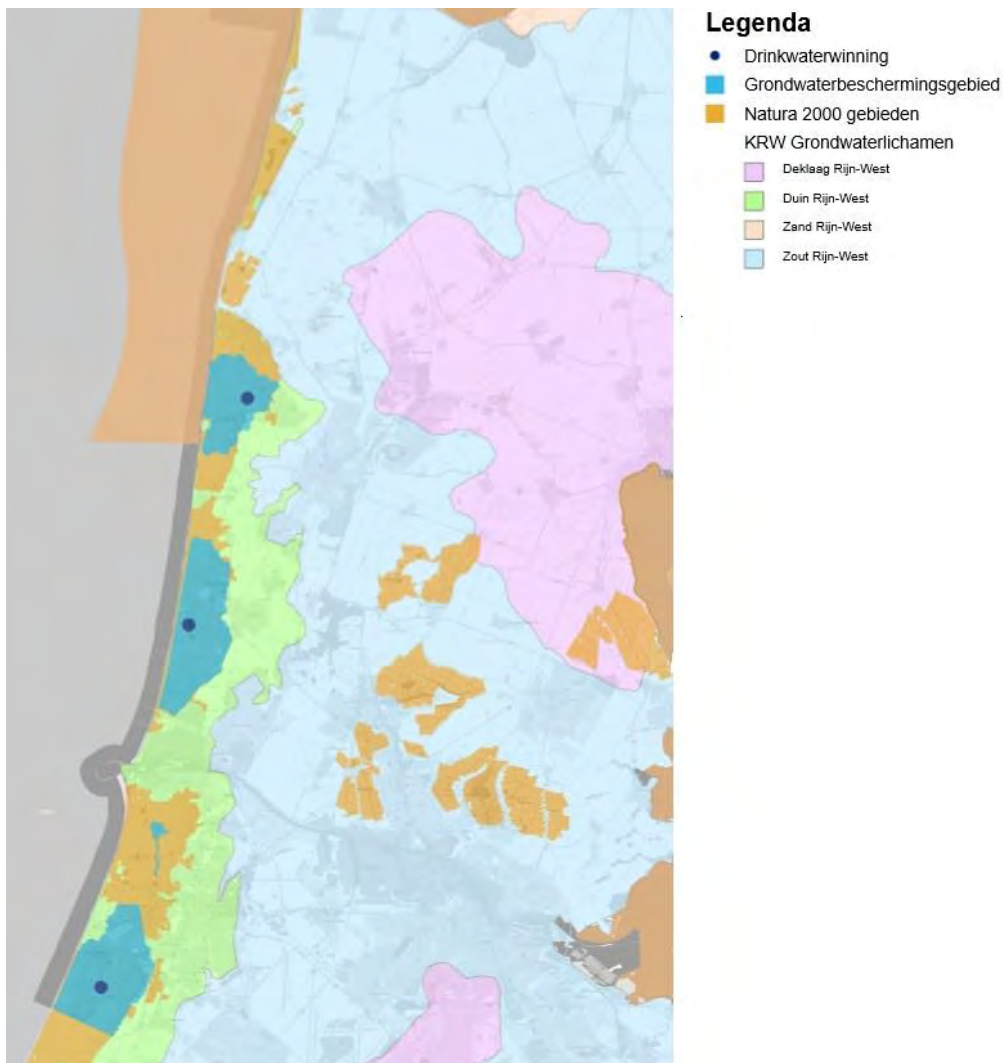 Legenda
Drinkwaterwinning
Grondwaterbeschermingsgebied
Natura 2000 gebieden
KRW Grondwaterlichamen
Deklaag Rijn-West
Duin Rijn-West
Zand Rijn-West
Zout Rijn-West